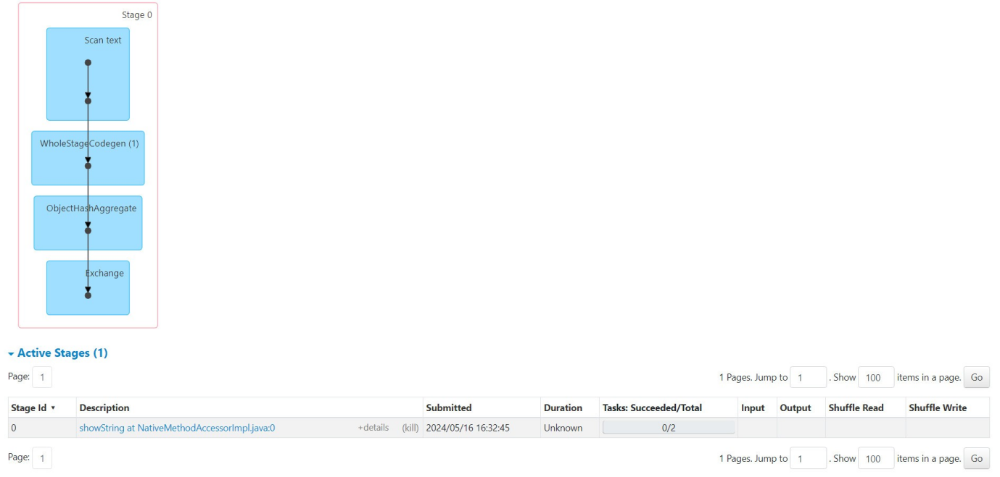 Stage 0
Scan text
WholeStageCodegen (1)
ObjectHashAggregate
Exchange
Active Stages (1)
Page: 1 1 Pages. Jump to 1 . Show 100 items in a page. Go
Stage Id ▾ Description Submitted Duration Tasks: Succeeded/Total Input Output Shuffle Read Shuffle Write
0 showString at NativeMethodAccessorImpl.java:0 +details (kill) 2024/05/16 16:32:45 Unknown 0/2
Page: 1 1 Pages. Jump to 1 . Show 100 items in a page. Go